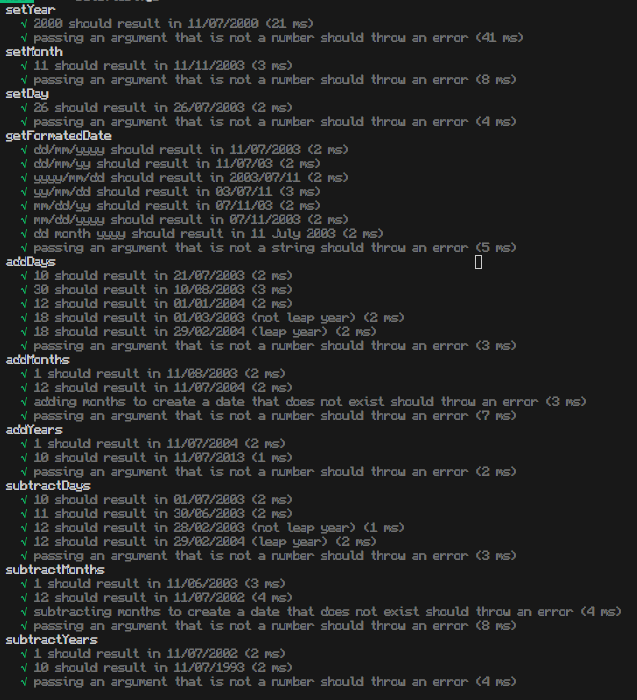 setYear
√ 2000 should result in 11/07/2000 (21 ms)
√ passing an argument that is not a number should throw an error (41 ms)
setMonth
√ 11 should result in 11/11/2003 (3 ms)
√ passing an argument that is not a number should throw an error (8 ms)
setDay
√ 26 should result in 26/07/2003 (2 ms)
√ passing an argument that is not a number should throw an error (4 ms)
getFormatedDate
√ dd/mm/yyyy should result in 11/07/2003 (2 ms)
√ dd/mm/yy should result in 11/07/03 (2 ms)
√ yyyy/mm/dd should result in 2003/07/11 (2 ms)
√ yy/mm/dd should result in 03/07/11 (3 ms)
√ mm/dd/yy should result in 07/11/03 (2 ms)
√ mm/dd/yyyy should result in 07/11/2003 (2 ms)
√ dd month yyyy should result in 11 July 2003 (2 ms)
√ passing an argument that is not a string should throw an error (5 ms)
addDays
√ 10 should result in 21/07/2003 (2 ms)
√ 30 should result in 10/08/2003 (3 ms)
√ 12 should result in 01/01/2004 (2 ms)
√ 18 should result in 01/03/2003 (not leap year) (2 ms)
√ 18 should result in 29/02/2004 (leap year) (2 ms)
√ passing an argument that is not a number should throw an error (3 ms)
addMonths
√ 1 should result in 11/08/2003 (2 ms)
√ 12 should result in 11/07/2004 (2 ms)
√ adding months to create a date that does not exist should throw an error (3 ms)
√ passing an argument that is not a number should throw an error (7 ms)
addYears
√ 1 should result in 11/07/2004 (2 ms)
√ 10 should result in 11/07/2013 (1 ms)
√ passing an argument that is not a number should throw an error (2 ms)
subtractDays
√ 10 should result in 01/07/2003 (2 ms)
√ 11 should result in 30/06/2003 (2 ms)
√ 12 should result in 28/02/2003 (not leap year) (1 ms)
√ 12 should result in 29/02/2004 (leap year) (2 ms)
√ passing an argument that is not a number should throw an error (3 ms)
subtractMonths
√ 1 should result in 11/06/2003 (3 ms)
√ 12 should result in 11/07/2002 (4 ms)
√ subtracting months to create a date that does not exist should throw an error (4 ms)
√ passing an argument that is not a number should throw an error (8 ms)
subtractYears
√ 1 should result in 11/07/2002 (2 ms)
√ 10 should result in 11/07/1993 (2 ms)
√ passing an argument that is not a number should throw an error (4 ms)